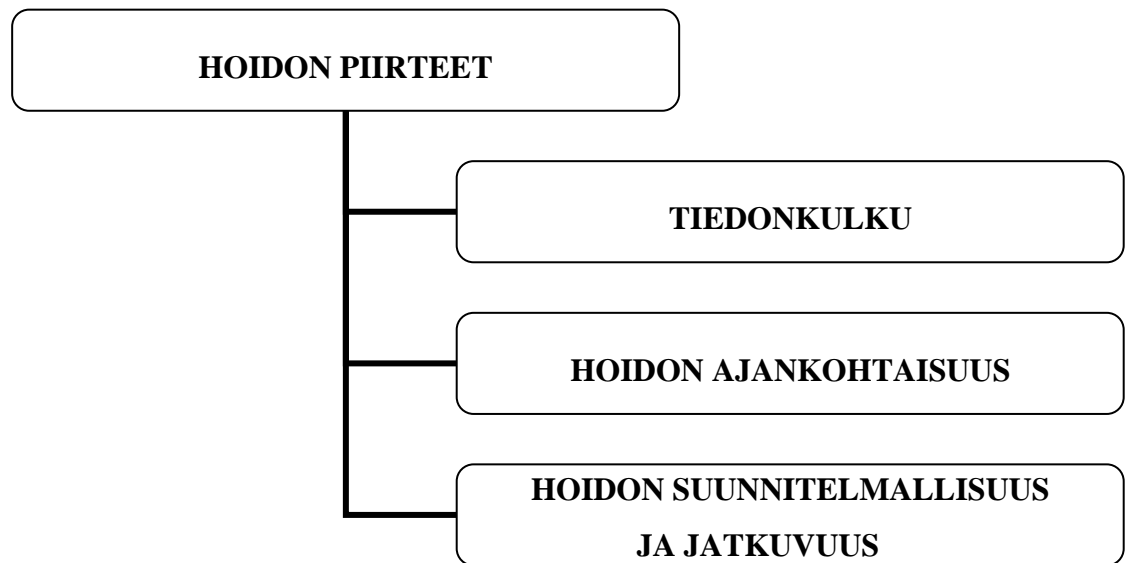 HOIDON PIIRTEET
TIEDONKULKU
HOIDON AJANKOHTAISUUS
HOIDON SUUNNITELMALLISUUS
JA JATKUVUUS